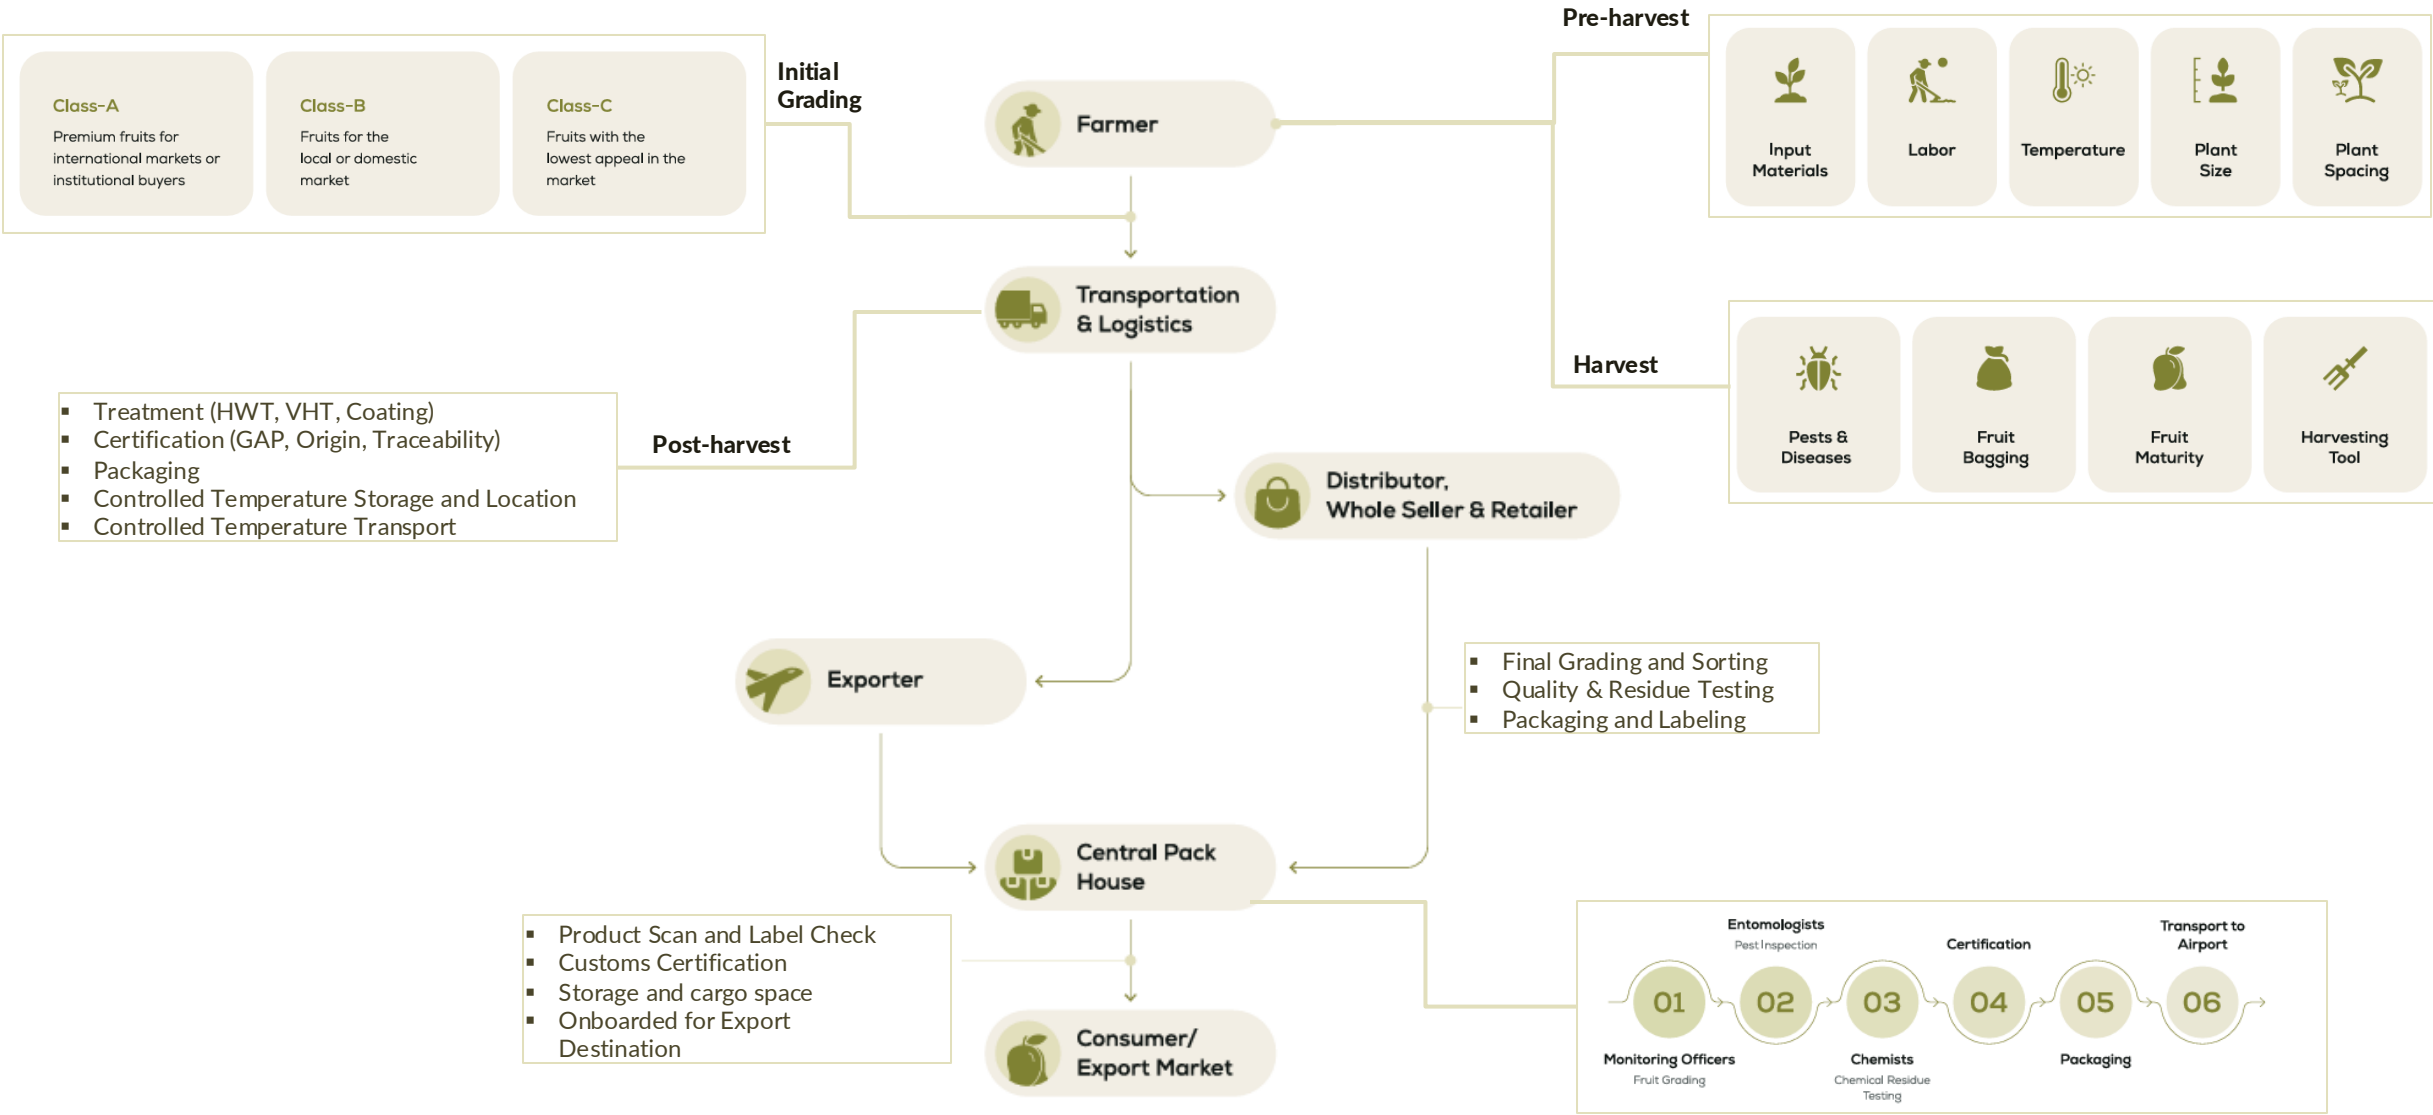 Pre-harvest
Input
Materials
Labor
Temperature
Plant
Size
Plant
Spacing
Initial
Grading
Class-A
Premium fruits for
international markets or
institutional buyers
Class-B
Fruits for the
local or domestic
market
Class-C
Fruits with the
lowest appeal in the
market
Farmer
Transportation
& Logistics
Harvest
Pests &
Diseases
Fruit
Bagging
Fruit
Maturity
Harvesting
Tool
Post-harvest
▪ Treatment (HWT, VHT, Coating)
▪ Certification (GAP, Origin, Traceability)
▪ Packaging
▪ Controlled Temperature Storage and Location
▪ Controlled Temperature Transport
Distributor,
Whole Seller & Retailer
Exporter
▪ Final Grading and Sorting
▪ Quality & Residue Testing
▪ Packaging and Labeling
Central Pack
House
▪ Product Scan and Label Check
▪ Customs Certification
▪ Storage and cargo space
▪ Onboarded for Export
Destination
Consumer/
Export Market
01
Monitoring Officers
Fruit Grading
Entomologists
Pest Inspection
02
03
Chemists
Chemical Residue
Testing
Certification
04
05
Packaging
Transport to
Airport
06